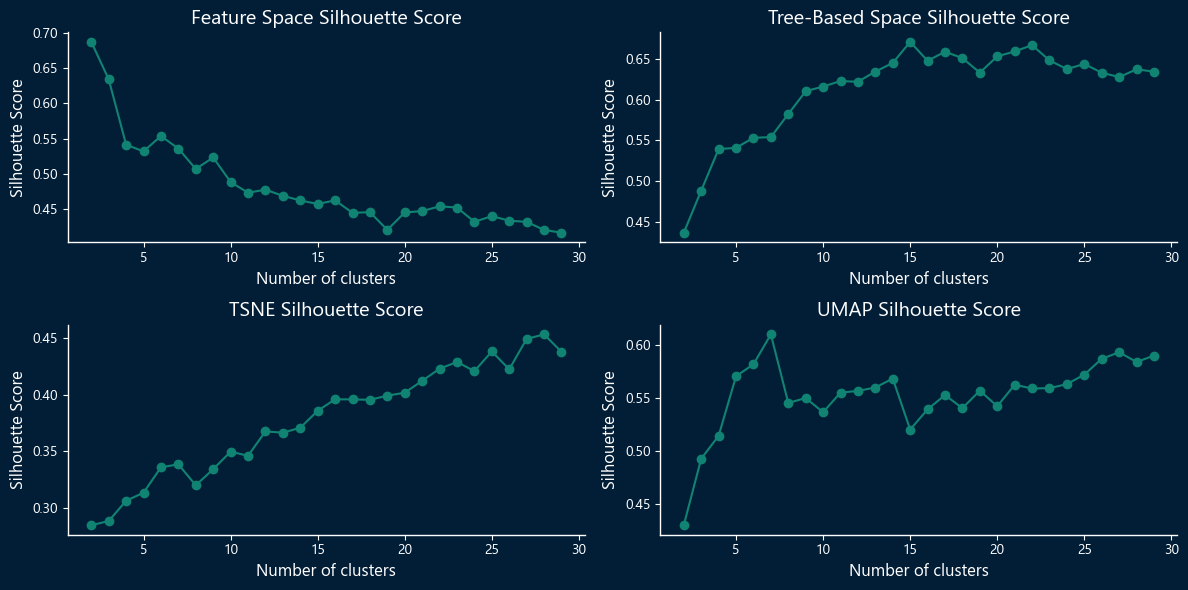 Feature Space Silhouette Score
Silhouette Score
0.70
0.65
0.60
0.55
0.50
0.45
5 10 15 20 25 30
Number of clusters
Tree-Based Space Silhouette Score
Silhouette Score
0.65
0.60
0.55
0.50
0.45
5 10 15 20 25 30
Number of clusters
TSNE Silhouette Score
Silhouette Score
0.45
0.40
0.35
0.30
5 10 15 20 25 30
Number of clusters
UMAP Silhouette Score
Silhouette Score
0.60
0.55
0.50
0.45
5 10 15 20 25 30
Number of clusters